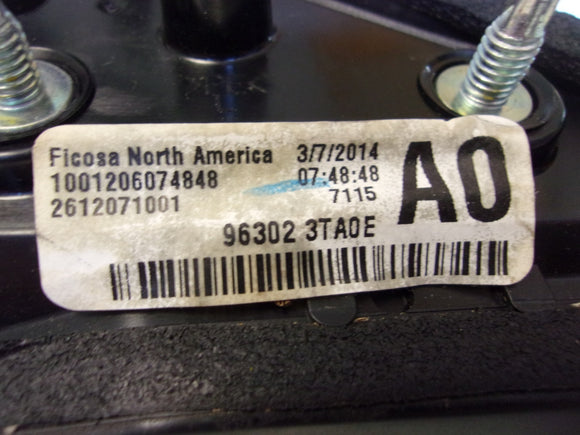 Ficosa North America 3/7/2014
1001206074848 07:48:48
2612071001 7115
A0
96302 3TA0E